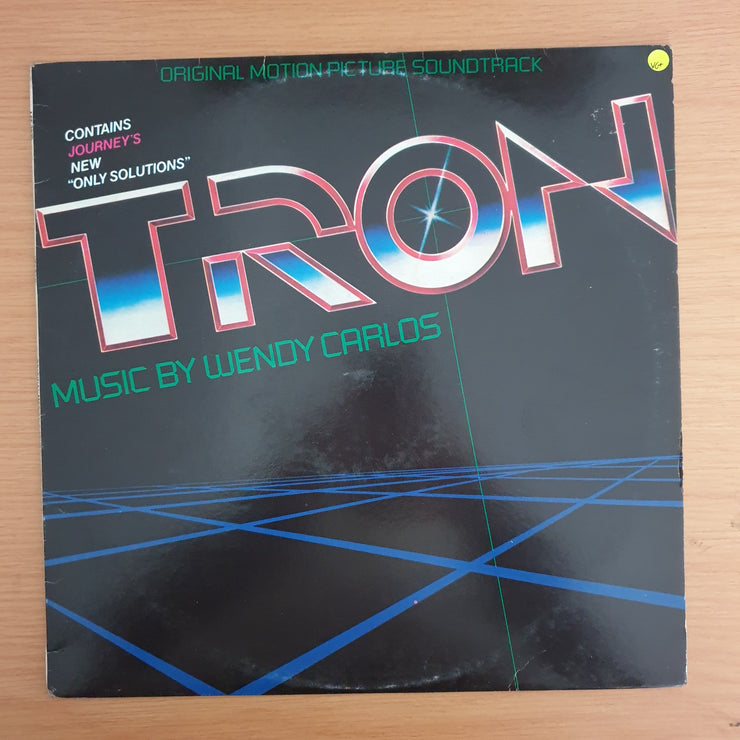 ORIGINAL MOTION PICTURE SOUNDTRACK
VG+
CONTAINS
JOURNEY'S
NEW
"ONLY SOLUTIONS"
TRON
MUSIC BY WENDY CARLOS